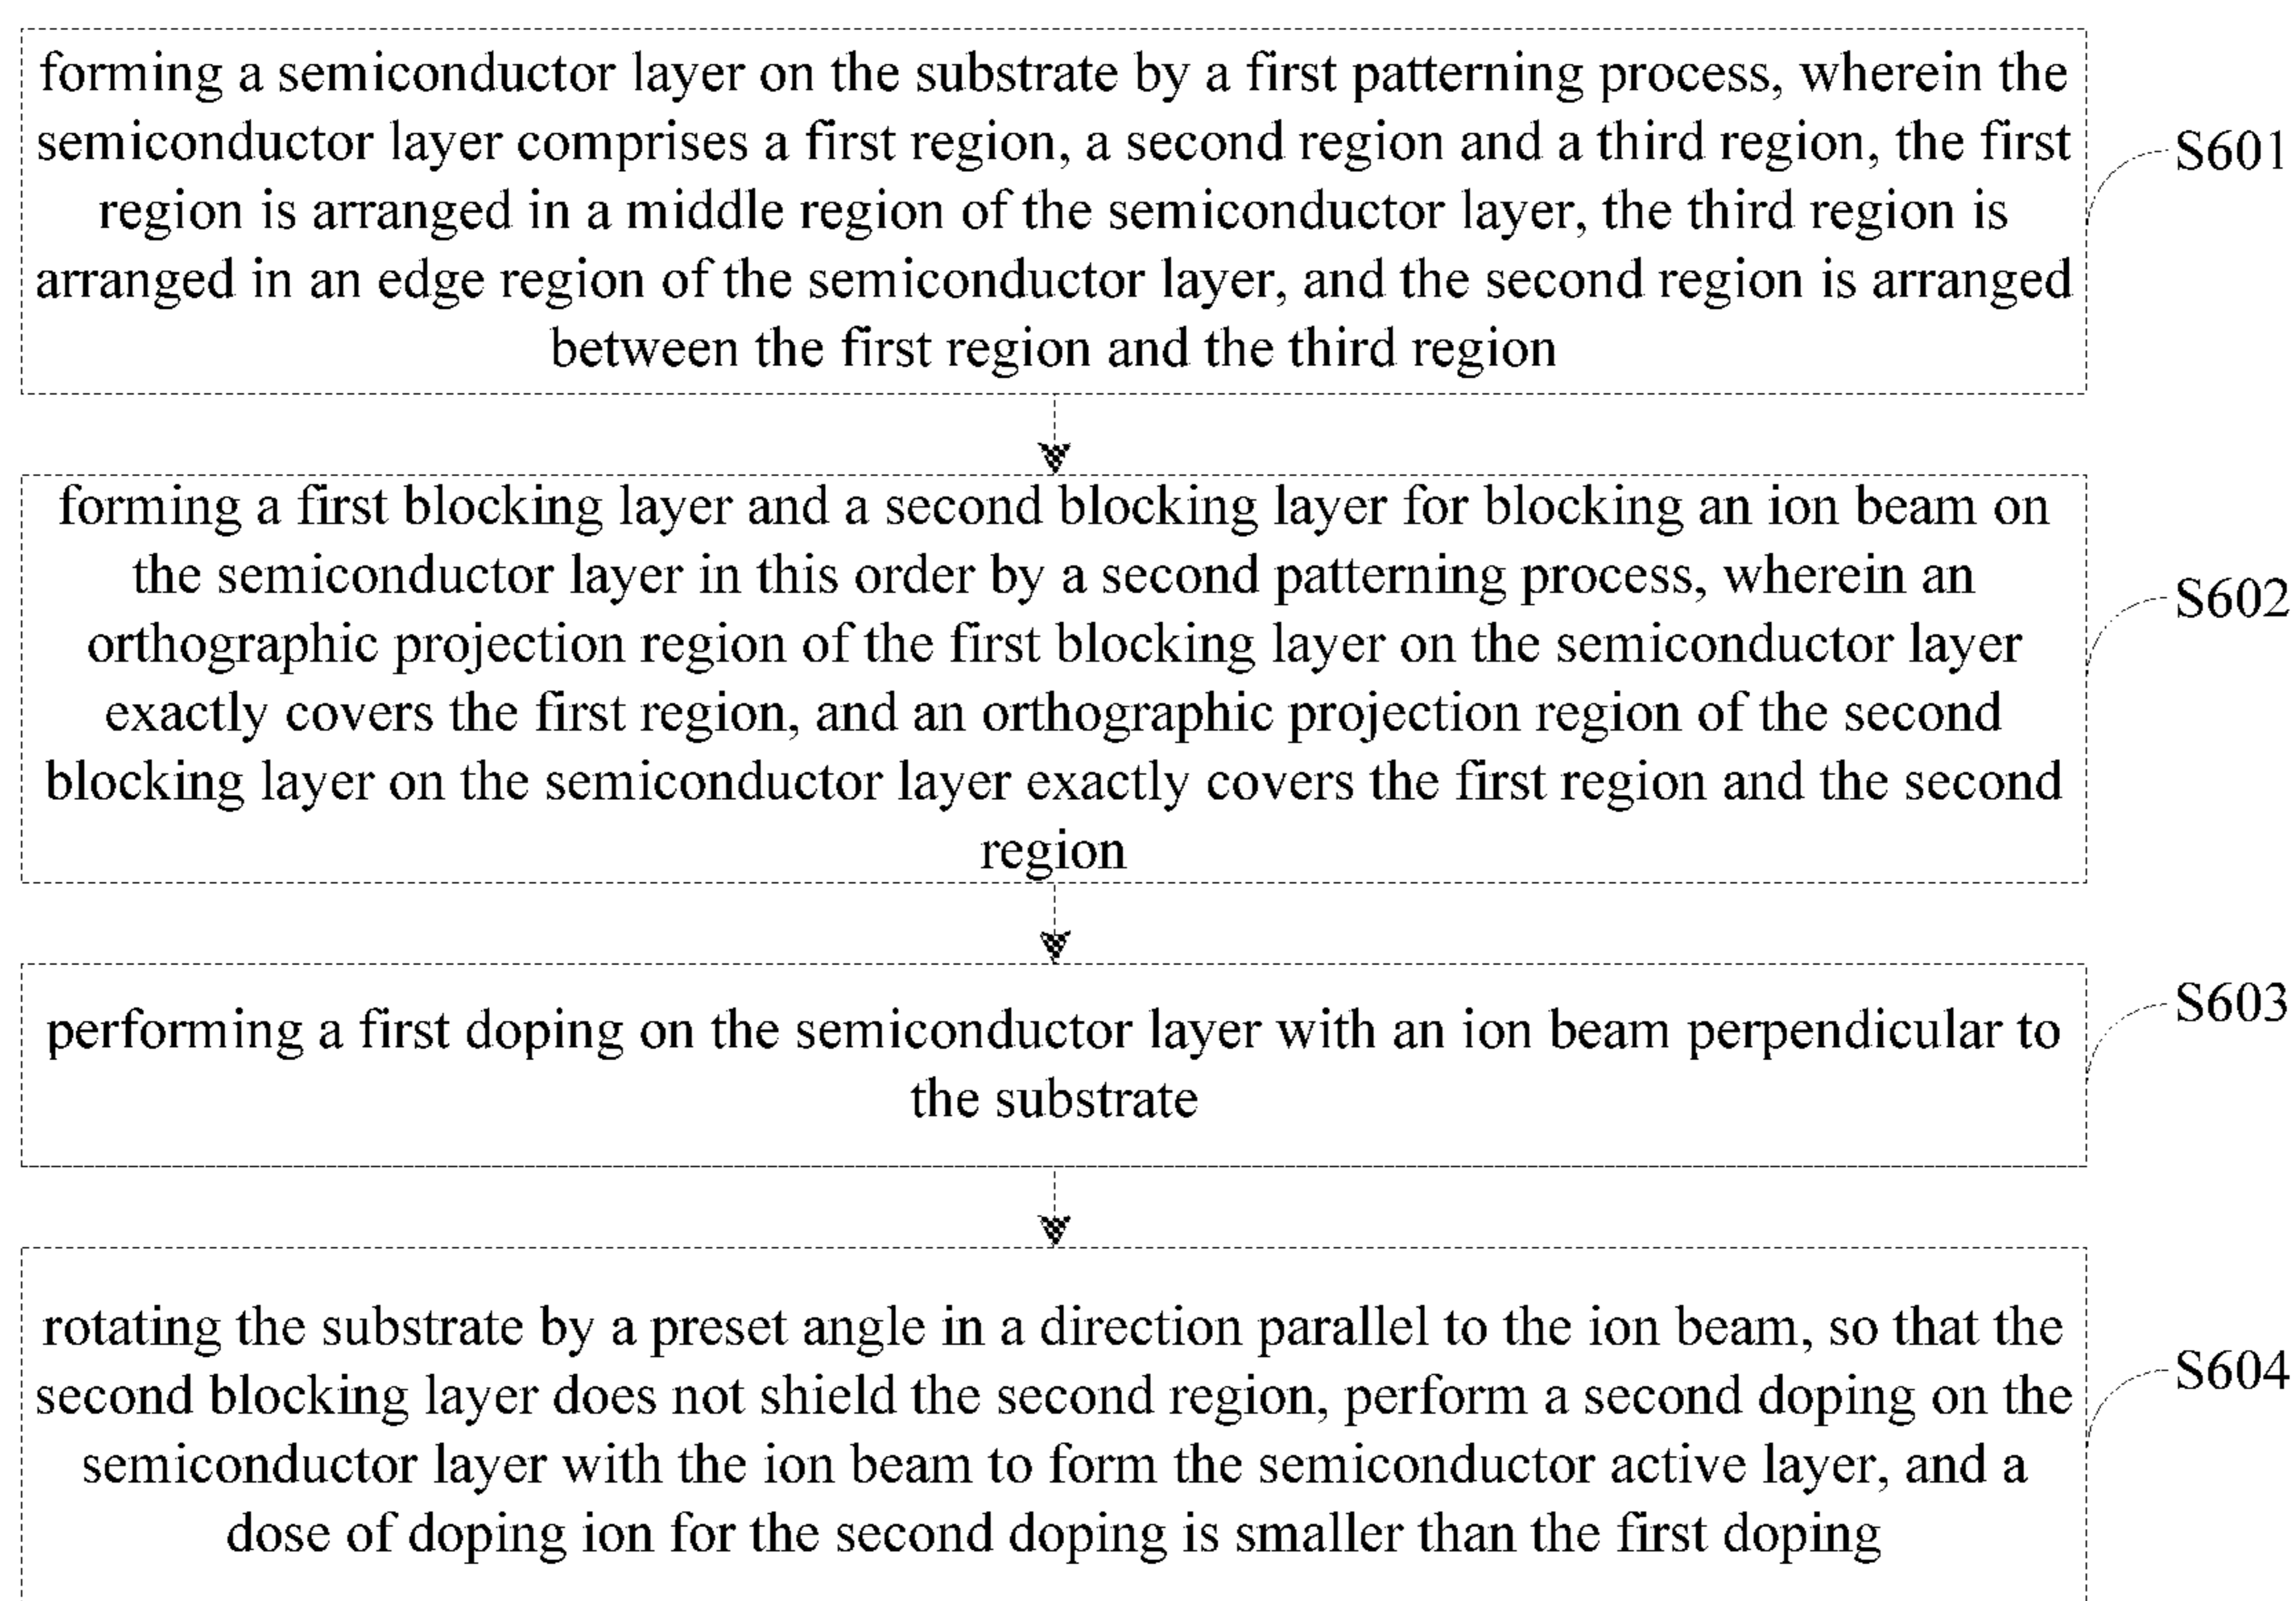 forming a semiconductor layer on the substrate by a first patterning process, wherein the
semiconductor layer comprises a first region, a second region and a third region, the first
region is arranged in a middle region of the semiconductor layer, the third region is
arranged in an edge region of the semiconductor layer, and the second region is arranged
between the first region and the third region
S601
forming a first blocking layer and a second blocking layer for blocking an ion beam on
the semiconductor layer in this order by a second patterning process, wherein an
orthographic projection region of the first blocking layer on the semiconductor layer
exactly covers the first region, and an orthographic projection region of the second
blocking layer on the semiconductor layer exactly covers the first region and the second
region
S602
performing a first doping on the semiconductor layer with an ion beam perpendicular to
the substrate
S603
rotating the substrate by a preset angle in a direction parallel to the ion beam, so that the
second blocking layer does not shield the second region, perform a second doping on the
semiconductor layer with the ion beam to form the semiconductor active layer, and a
dose of doping ion for the second doping is smaller than the first doping
S604